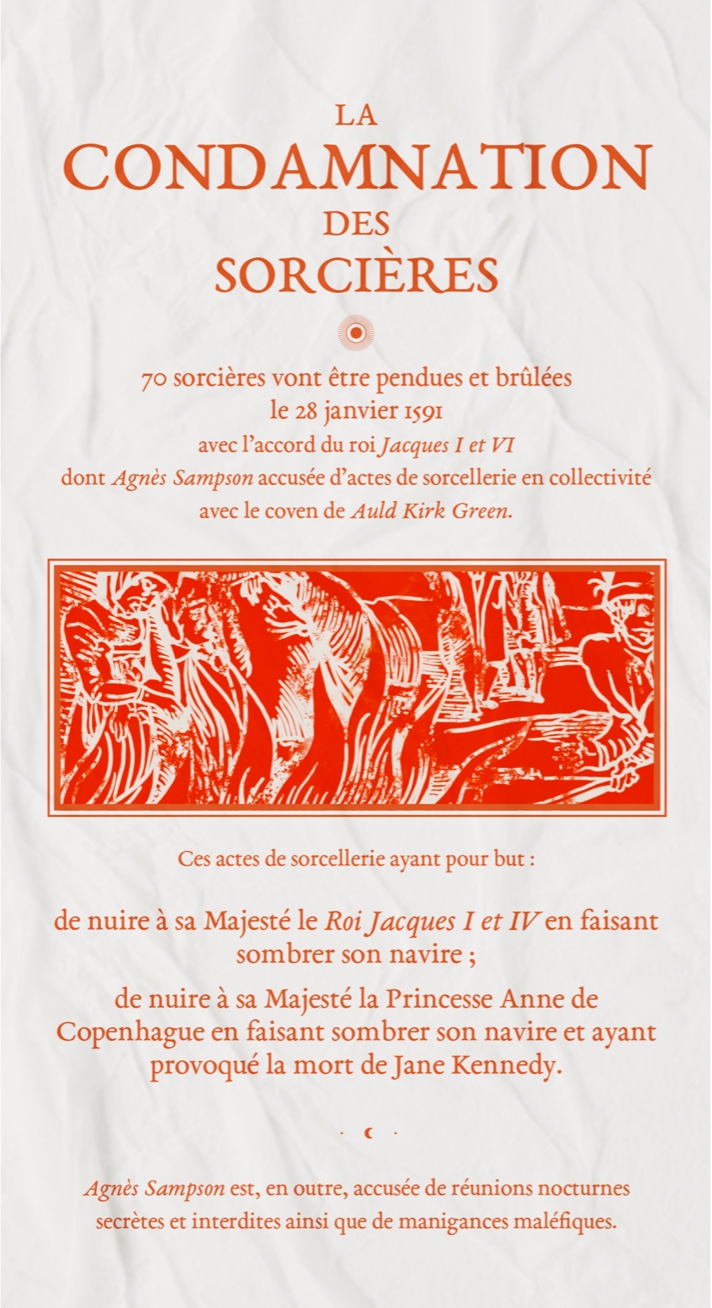 LA
CONDAMNATION
DES
SORCIÈRES
70 sorcières vont être pendues et brûlées
le 28 janvier 1591
avec l’accord du roi Jacques I et VI
dont Agnès Sampson accusée d’actes de sorcellerie en collectivité
avec le coven de Auld Kirk Green.
Ces actes de sorcellerie ayant pour but :
de nuire à sa Majesté le Roi Jacques I et IV en faisant
sombrer son navire ;
de nuire à sa Majesté la Princesse Anne de
Copenhague en faisant sombrer son navire et ayant
provoqué la mort de Jane Kennedy.
Agnès Sampson est, en outre, accusée de réunions nocturnes
secrètes et interdites ainsi que de manigances maléfiques.